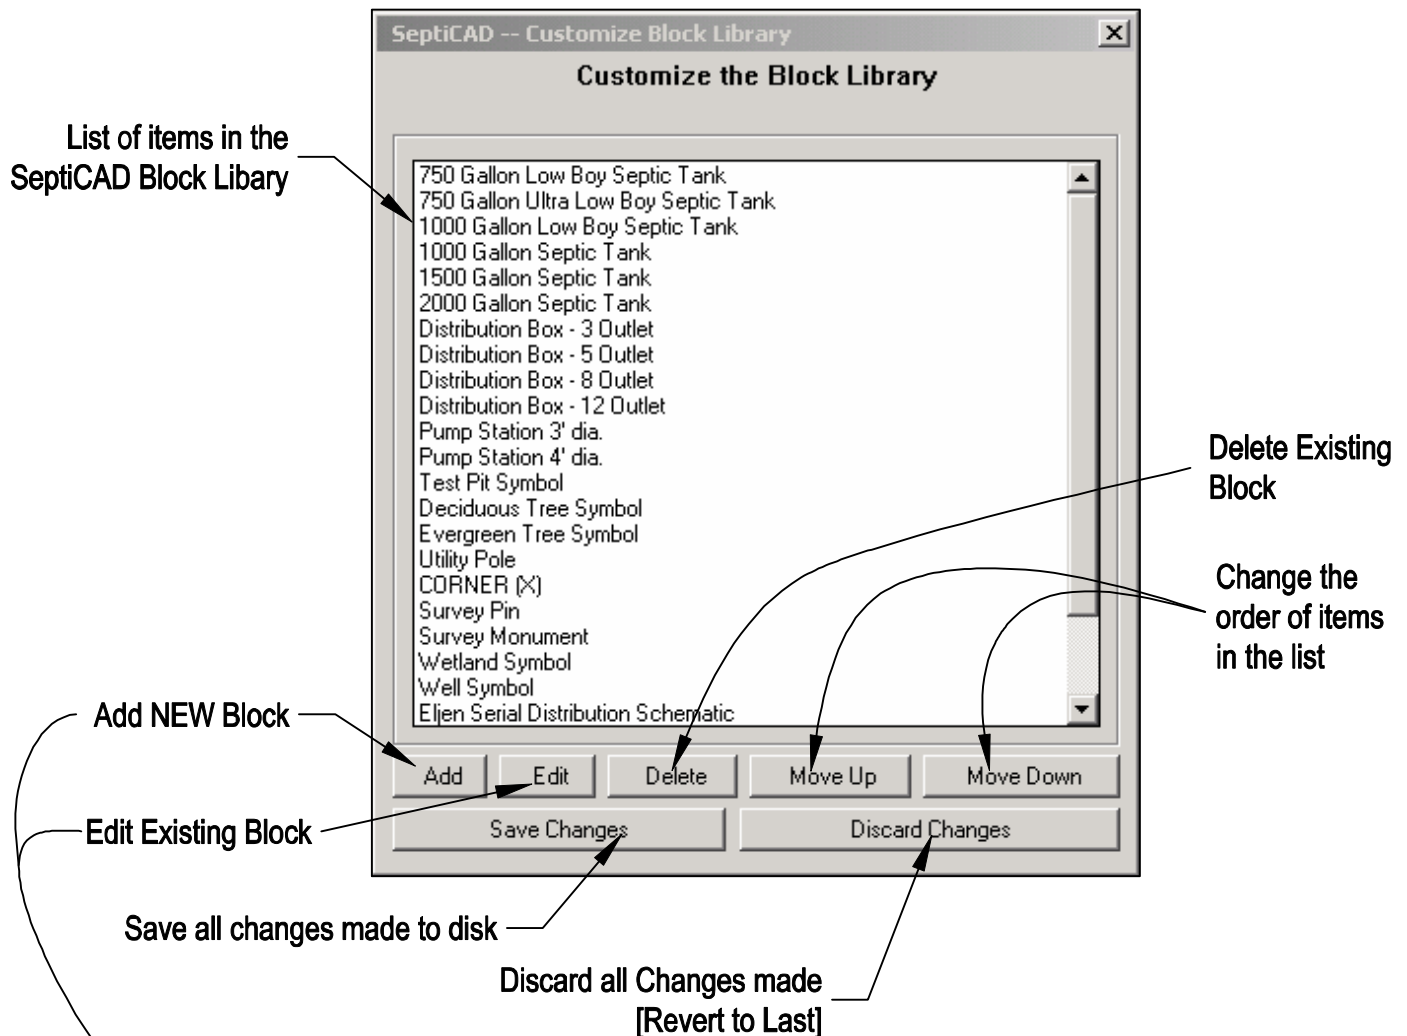 SeptiCAD -- Customize Block Library
Customize the Block Library
List of items in the
SeptiCAD Block Libary
750 Gallon Low Boy Septic Tank
750 Gallon Ultra Low Boy Septic Tank
1000 Gallon Low Boy Septic Tank
1000 Gallon Septic Tank
1500 Gallon Septic Tank
2000 Gallon Septic Tank
Distribution Box - 3 Outlet
Distribution Box - 5 Outlet
Distribution Box - 8 Outlet
Distribution Box - 12 Outlet
Pump Station 3' dia.
Pump Station 4' dia.
Test Pit Symbol
Deciduous Tree Symbol
Evergreen Tree Symbol
Utility Pole
CORNER (X)
Survey Pin
Survey Monument
Wetland Symbol
Well Symbol
Eljen Serial Distribution Schematic
Delete Existing
Block
Change the
order of items
in the list
Add NEW Block
Add Edit Delete Move Up Move Down
Edit Existing Block
Save Changes Discard Changes
Save all changes made to disk
Discard all Changes made
[Revert to Last]